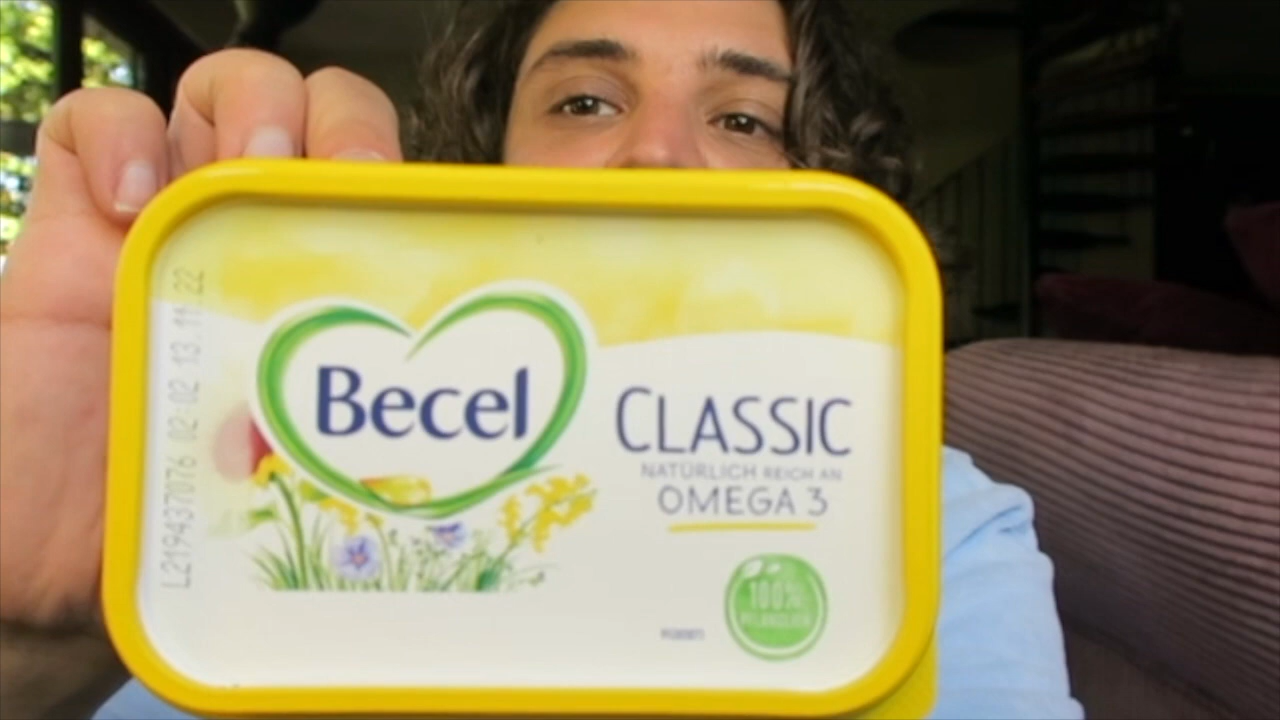 Becel
CLASSIC
NATÜRLICH REICH AN
OMEGA 3
100%
PFLANZLICH
L219437076 02:02 13.11.22